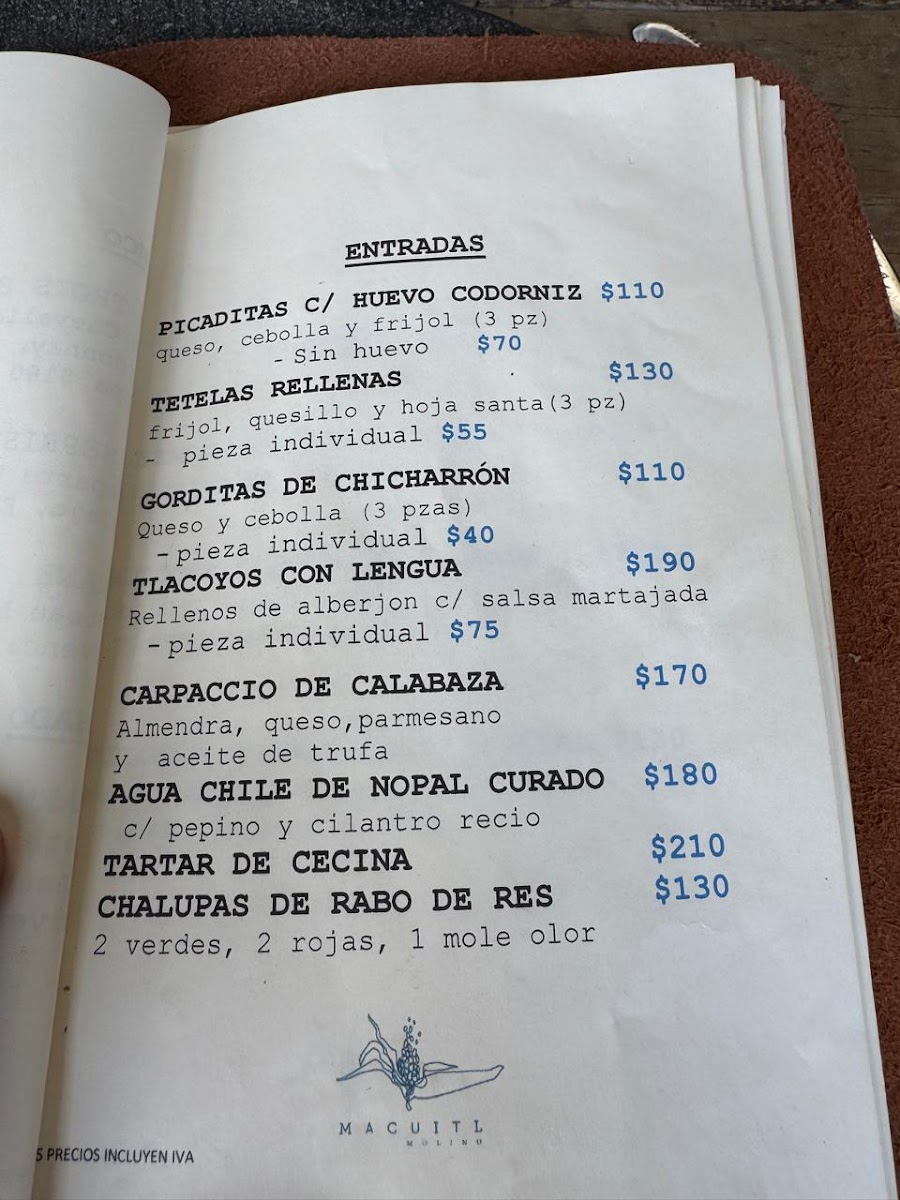 ENTRADAS
PICADITAS C/ HUEVO CODORNIZ $110
queso, cebolla y frijol (3 pz)
- Sin huevo $70
TETELAS RELLENAS $130
frijol, quesillo y hoja santa(3 pz)
- pieza individual $55
GORDITAS DE CHICHARRÓN $110
Queso y cebolla (3 pzas)
- pieza individual $40
TLACOYOS CON LENGUA $190
Rellenos de alberjon c/ salsa martajada
- pieza individual $75
CARPACCIO DE CALABAZA $170
Almendra, queso,parmesano
y aceite de trufa
AGUA CHILE DE NOPAL CURADO $180
c/ pepino y cilantro recio
TARTAR DE CECINA $210
CHALUPAS DE RABO DE RES $130
2 verdes, 2 rojas, 1 mole olor
MACUITL
MOLINO
S PRECIOS INCLUYEN IVA